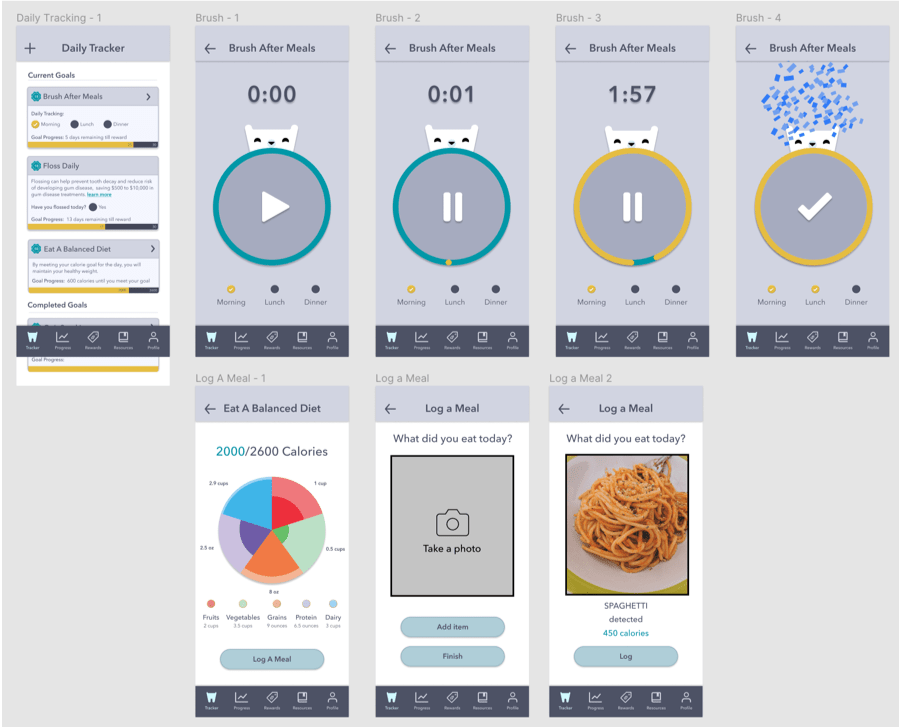 Daily Tracking - 1
Daily Tracker
Current Goals
Brush After Meals
Daily Tracking:
Morning
Lunch
Dinner
Goal Progress: 5 days remaining till reward
Floss Daily
Flossing can help prevent tooth decay and reduce risk
of developing gum disease, saving $500 to $10,000 in
gum disease treatments. learn more
Have you flossed today?
Yes
Goal Progress: 13 days remaining till reward
Eat A Balanced Diet
By meeting your calorie goal for the day, you will
maintain your healthy weight.
Goal Progress: 600 calories until you meet your goal
Completed Goals
Tracker
Progress
Rewards
Resources
Profile
Goal Progress:
Brush - 1
Brush After Meals
0:00
Morning
Lunch
Dinner
Tracker
Progress
Rewards
Resources
Profile
Brush - 2
Brush After Meals
0:01
Morning
Lunch
Dinner
Tracker
Progress
Rewards
Resources
Profile
Brush - 3
Brush After Meals
1:57
Morning
Lunch
Dinner
Tracker
Progress
Rewards
Resources
Profile
Brush - 4
Brush After Meals
Morning
Lunch
Dinner
Tracker
Progress
Rewards
Resources
Profile
Log A Meal - 1
Eat A Balanced Diet
2000/2600 Calories
2.9 cups
1 cup
2.5 oz
0.5 cups
8 oz
Fruits
2 cups
Vegetables
3.5 cups
Grains
9 ounces
Protein
6.5 ounces
Dairy
3 cups
Log A Meal
Tracker
Progress
Rewards
Resources
Profile
Log a Meal
Log a Meal
What did you eat today?
Take a photo
Add item
Finish
Tracker
Progress
Rewards
Resources
Profile
Log a Meal 2
Log a Meal
What did you eat today?
SPAGHETTI
detected
450 calories
Log
Tracker
Progress
Rewards
Resources
Profile